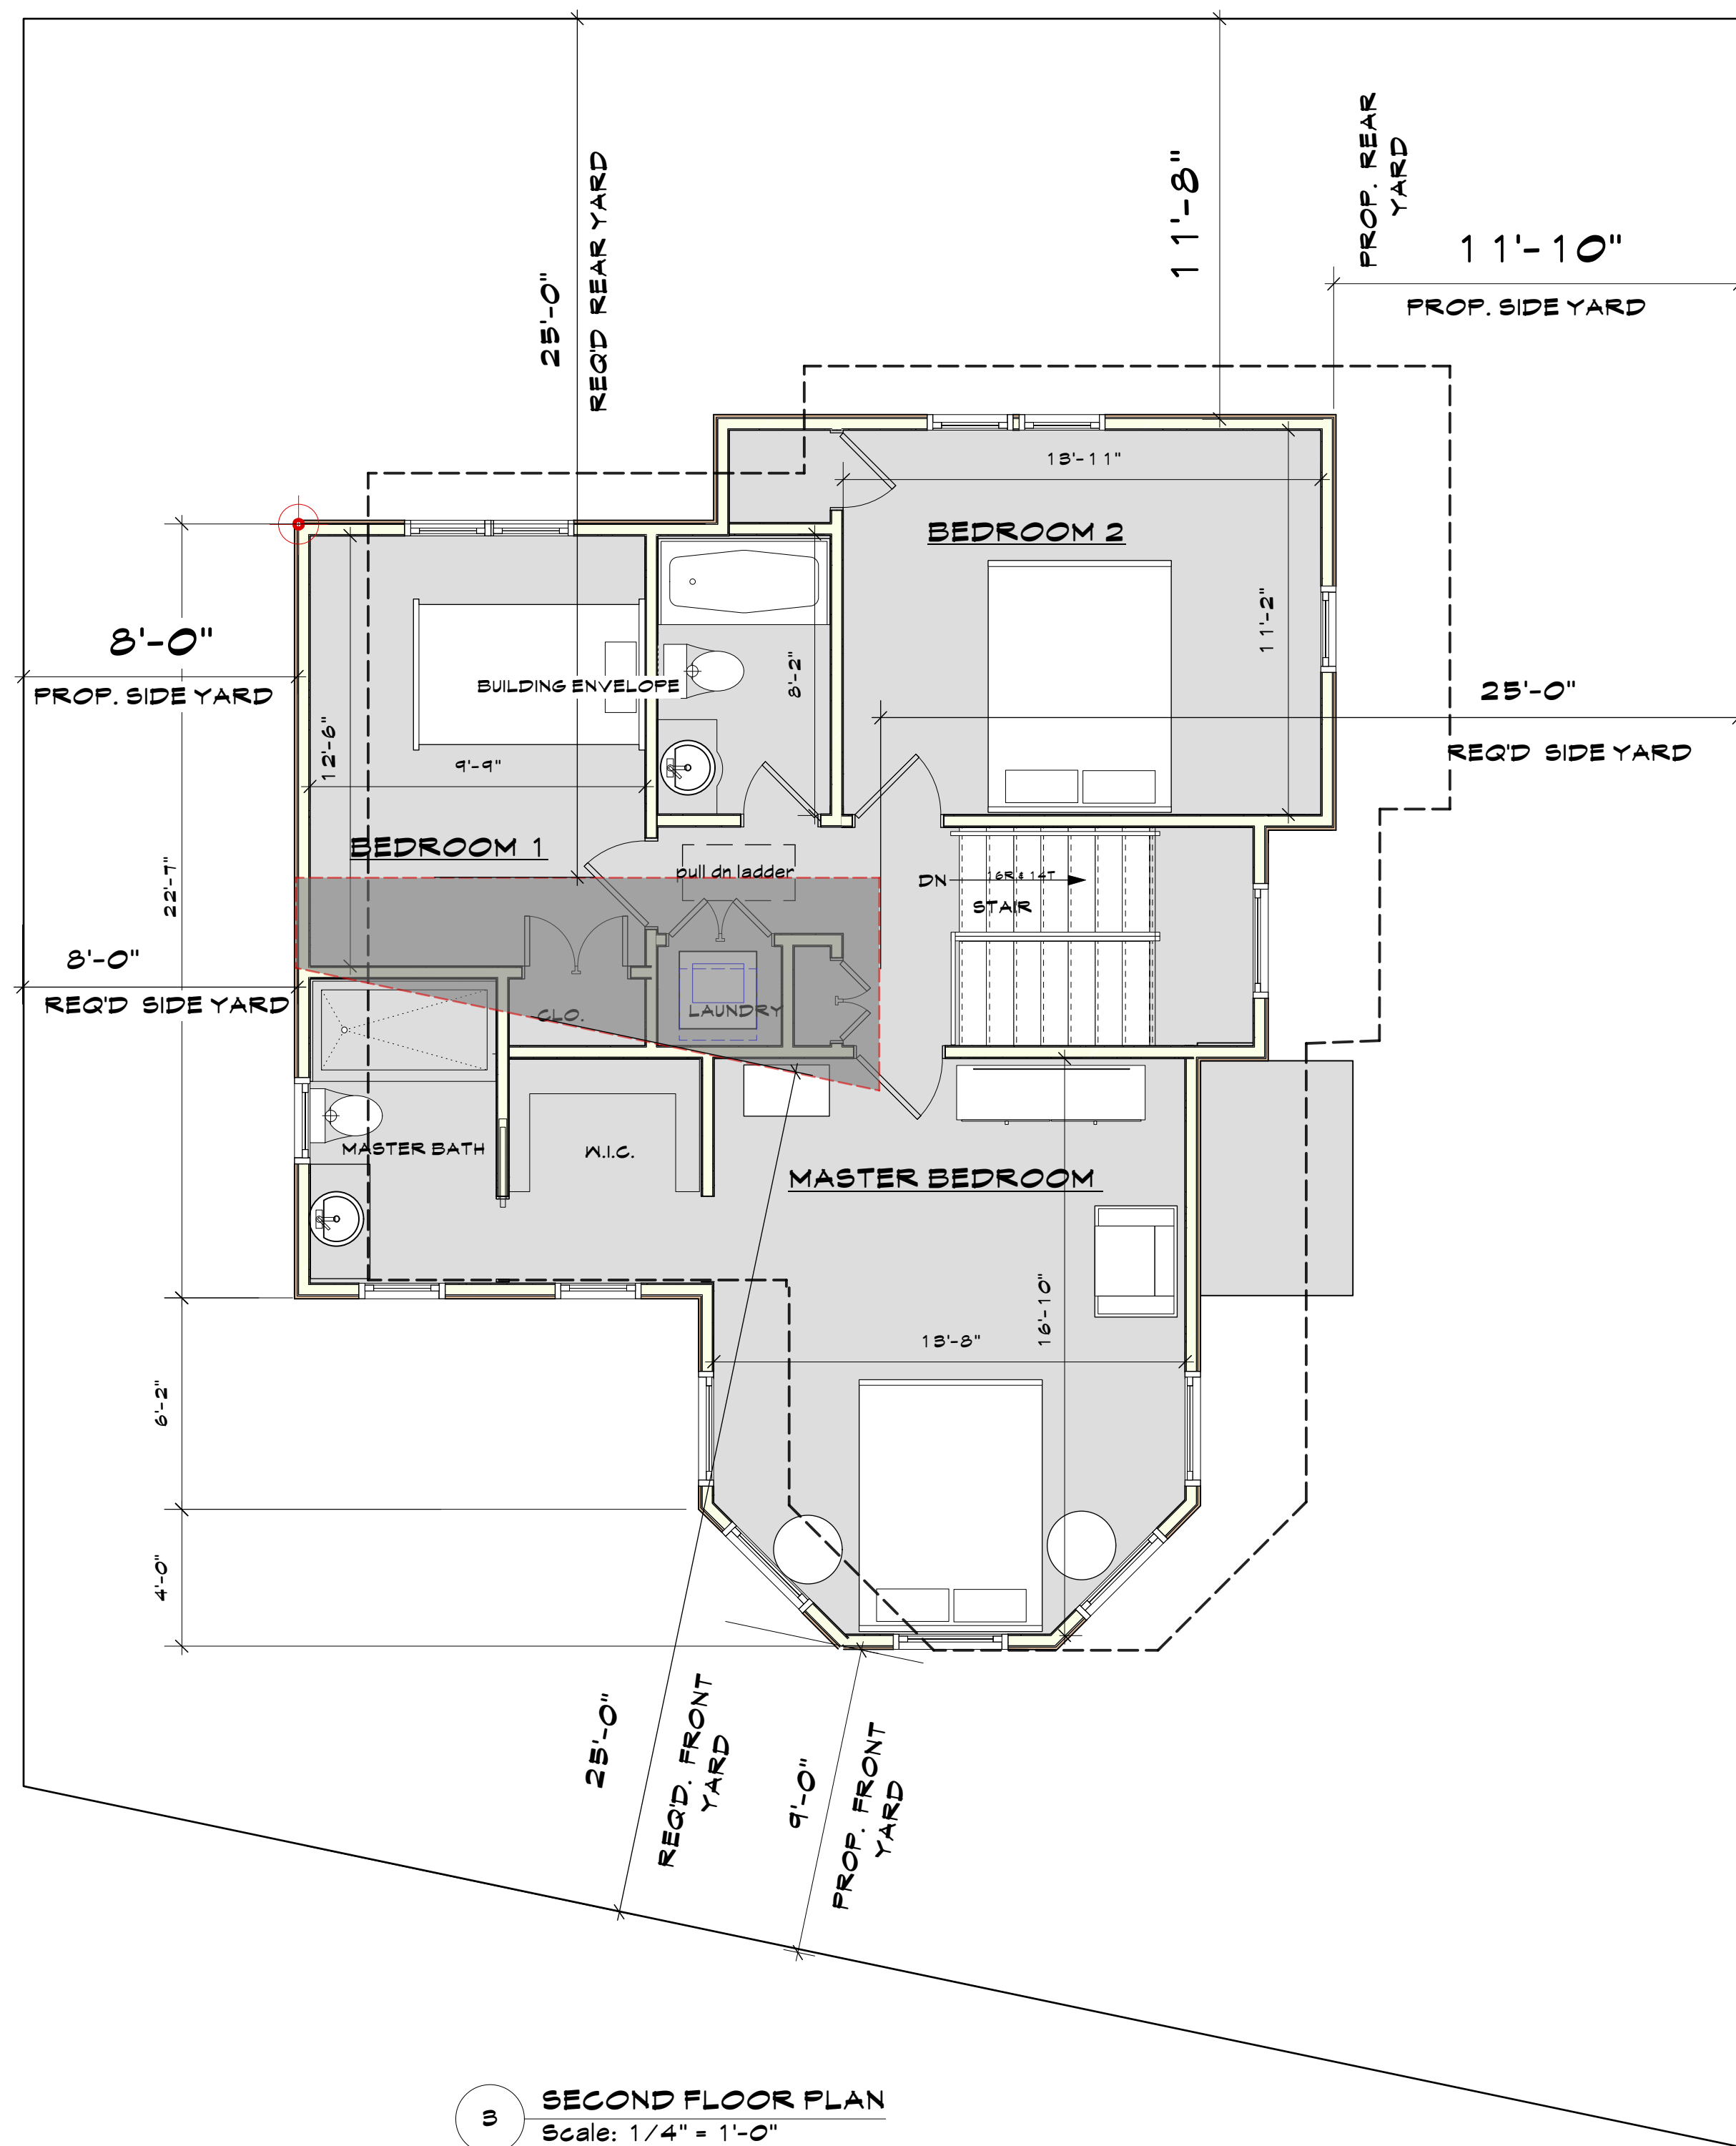 25'-0"
REQ'D REAR YARD
11'-8"
PROP. REAR
YARD
11'-10"
PROP. SIDE YARD
13'-11"
BEDROOM 2
11'-2"
8'-0"
PROP. SIDE YARD
BUILDING ENVELOPE
8'-2"
12'-6"
9'-9"
25'-0"
REQ'D SIDE YARD
BEDROOM 1
22'-7"
pull dn ladder
DN
16R & 14T
STAIR
8'-0"
REQ'D SIDE YARD
CLO.
LAUNDRY
MASTER BATH
W.I.C.
MASTER BEDROOM
16'-10"
13'-8"
6'-2"
4'-0"
25'-0"
REQ'D. FRONT
YARD
9'-0"
PROP. FRONT
YARD
3
SECOND FLOOR PLAN
Scale: 1/4" = 1'-0"